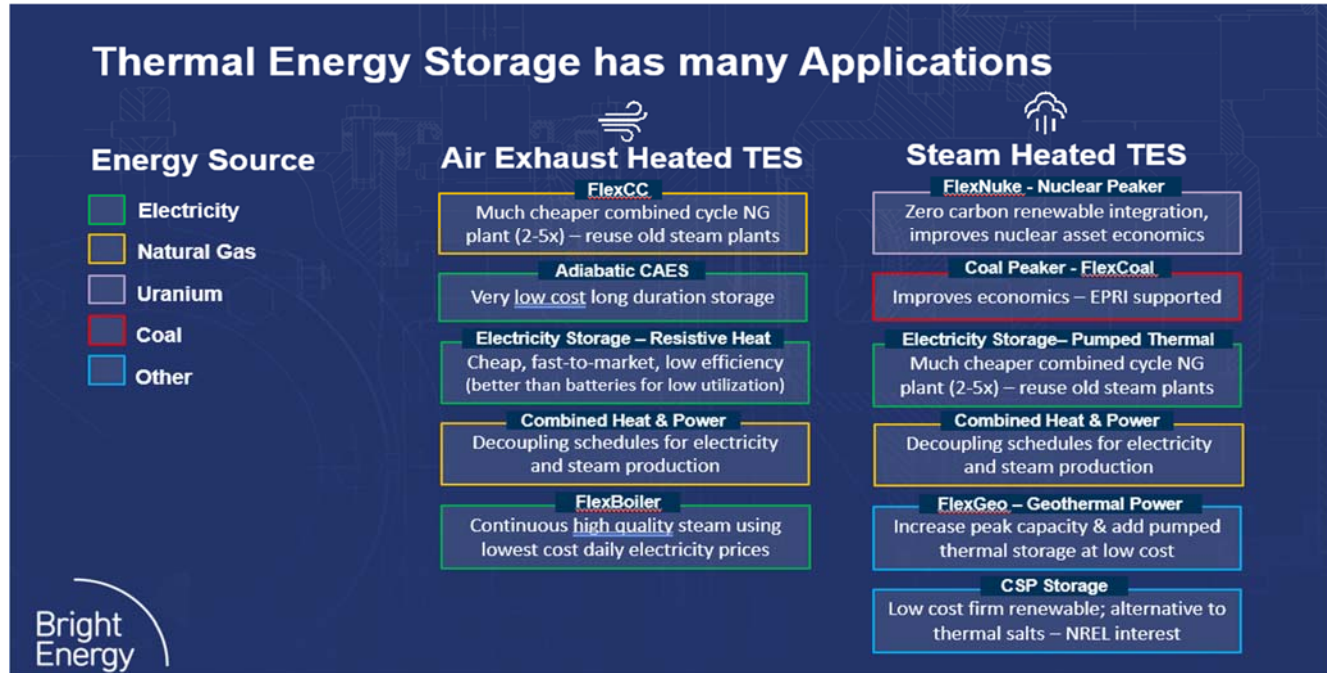 Thermal Energy Storage has many Applications
Energy Source
Electricity
Natural Gas
Uranium
Coal
Other
Air Exhaust Heated TES
FlexCC
Much cheaper combined cycle NG
plant (2-5x) – reuse old steam plants
Adiabatic CAES
Very low cost long duration storage
Electricity Storage – Resistive Heat
Cheap, fast-to-market, low efficiency
(better than batteries for low utilization)
Combined Heat & Power
Decoupling schedules for electricity
and steam production
FlexBoiler
Continuous high quality steam using
lowest cost daily electricity prices
Steam Heated TES
FlexNuke - Nuclear Peaker
Zero carbon renewable integration,
improves nuclear asset economics
Coal Peaker - FlexCoal
Improves economics – EPRI supported
Electricity Storage– Pumped Thermal
Much cheaper combined cycle NG
plant (2-5x) – reuse old steam plants
Combined Heat & Power
Decoupling schedules for electricity
and steam production
FlexGeo – Geothermal Power
Increase peak capacity & add pumped
thermal storage at low cost
CSP Storage
Low cost firm renewable; alternative to
thermal salts – NREL interest
Bright
Energy